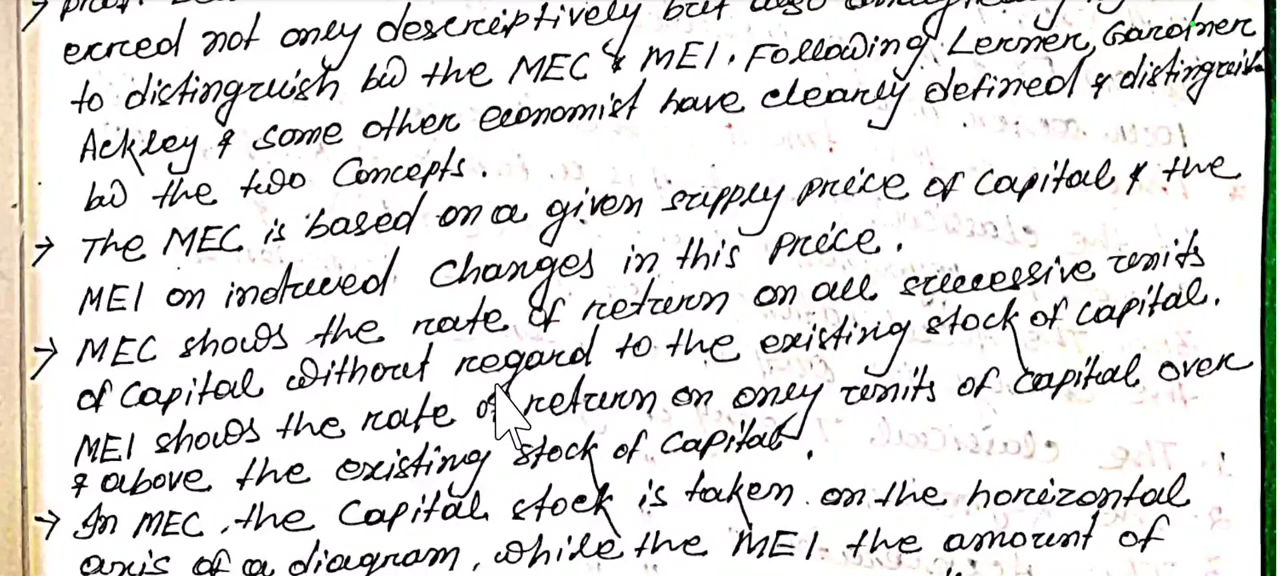 erred not only descriptively but also
to distinguish b/w the MEC & MEI. Following Lerner, Gardner
Ackley & some other economist have clearly defined & distinguish
b/w the two Concepts.
→ The MEC is based on a given supply price of capital & the
MEI on induced changes in this price.
→ MEC shows the rate of return on all successive units
of capital without regard to the existing stock of capital.
MEI shows the rate of return on only units of capital over
& above the existing stock of capital.
→ In MEC, the capital stock is taken on the horizontal
axis of a diagram, while the MEI the amount of